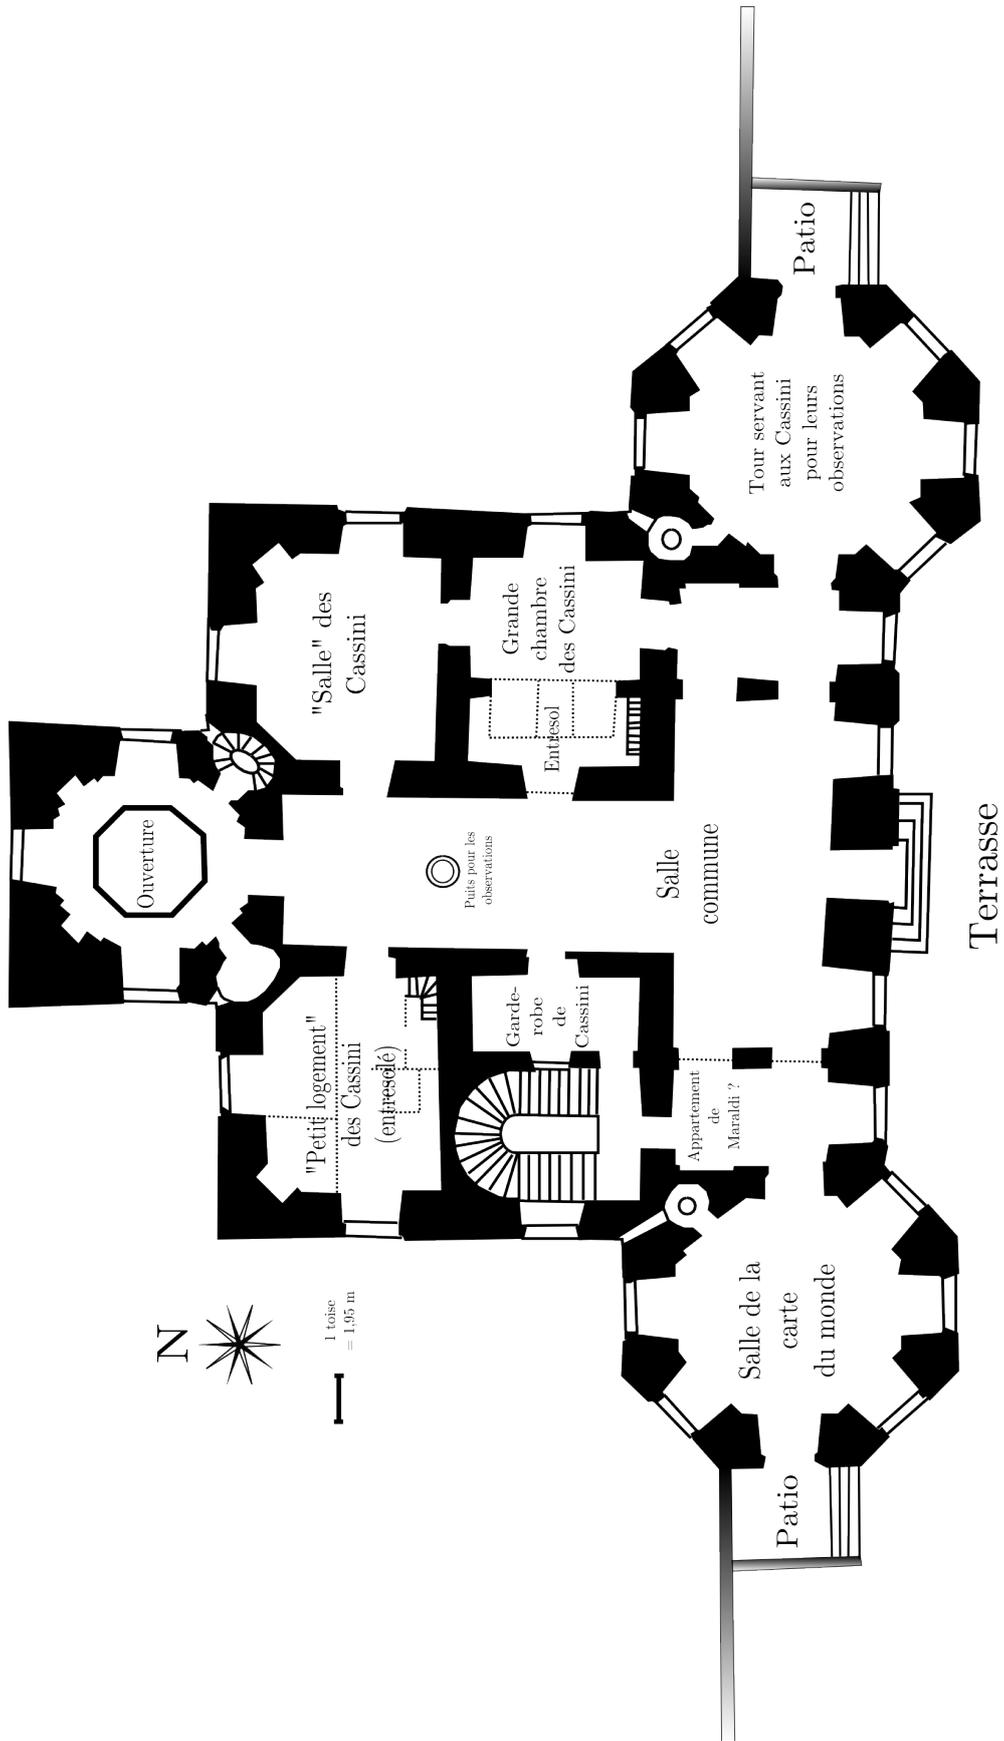 N
1 toise
= 1,95 m
Ouverture
"Petit logement"
des Cassini
(entresolé)
"Salle" des
Cassini
Puits pour les
observations
Garde-
robe
de
Cassini
Entresol
Grande
chambre
des Cassini
Salle
commune
Appartement
de
Maraldi ?
Patio
Salle de la
carte
du monde
Tour servant
aux Cassini
pour leurs
observations
Patio
Terrasse